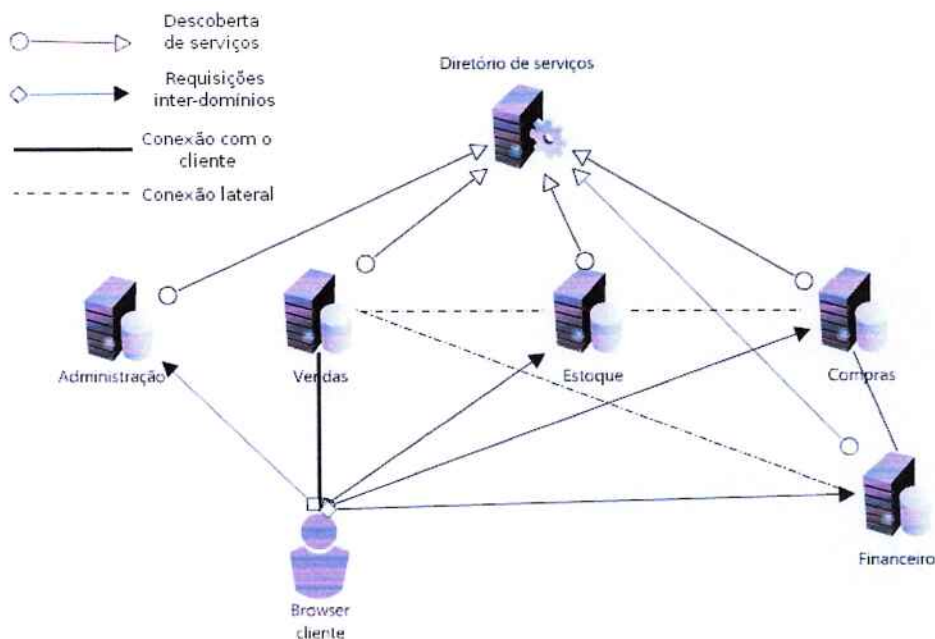 Descoberta
de serviços
Requisições
inter-domínios
Conexão com o
cliente
Conexão lateral
Diretório de serviços
Administração
Vendas
Estoque
Compras
Financeiro
Browser
cliente